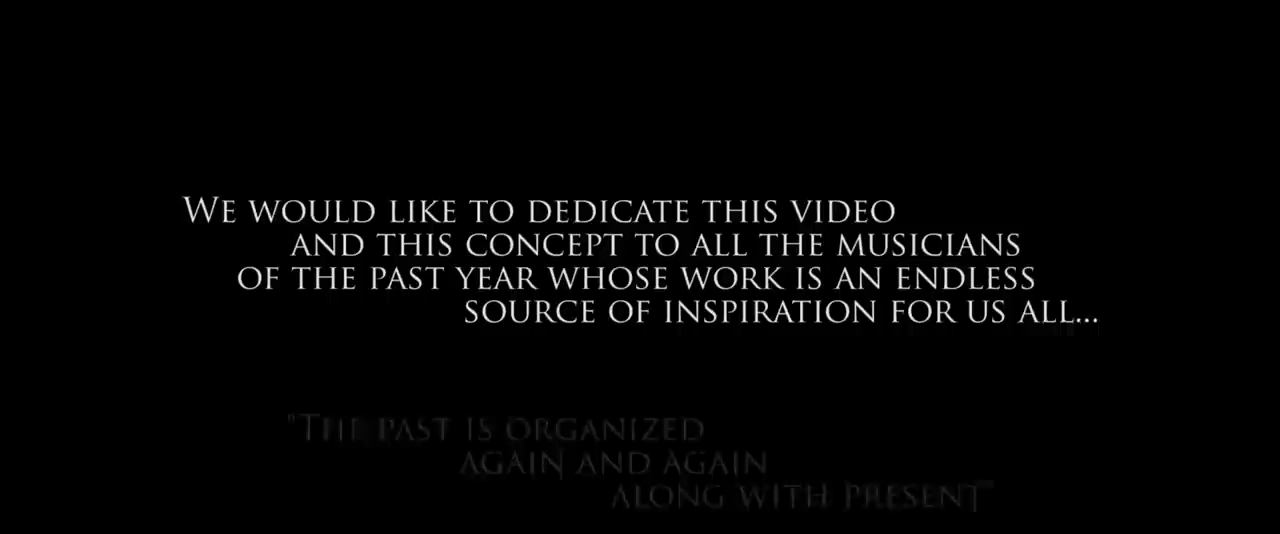 We would like to dedicate this video
and this concept to all the musicians
of the past year whose work is an endless
source of inspiration for us all...
"The past is organized
again and again
along with present"